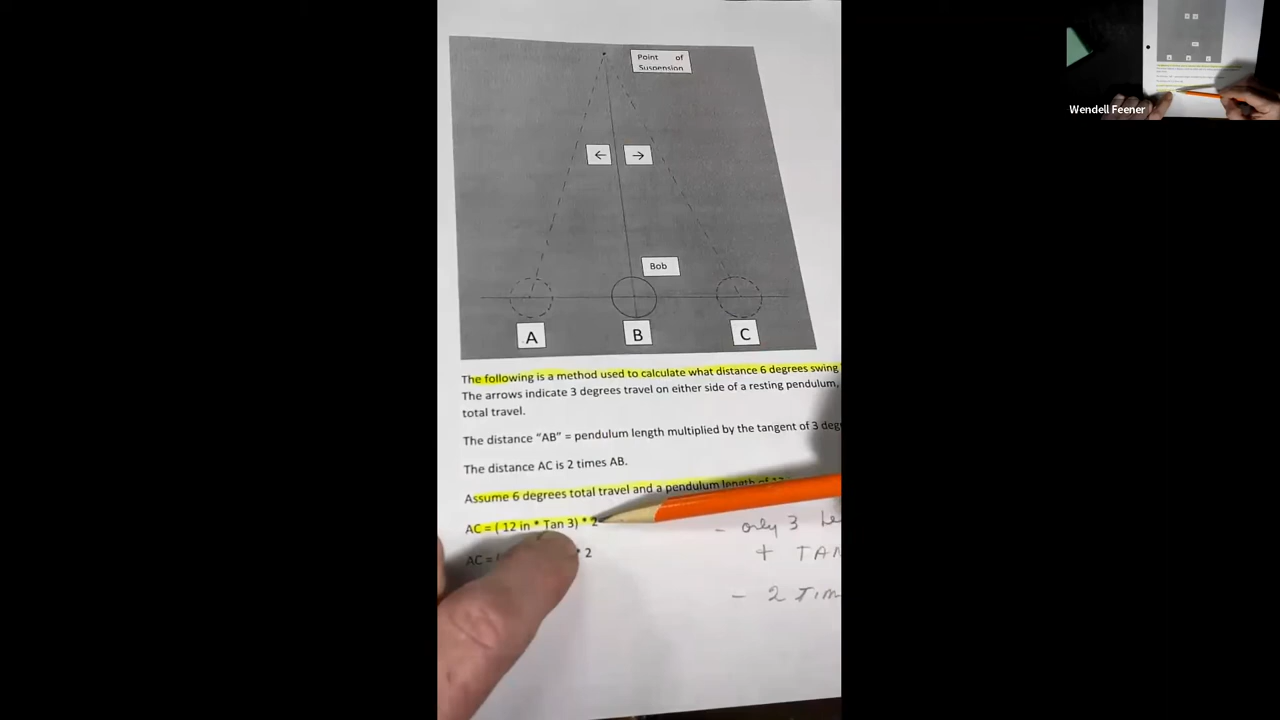 Point of
Suspension
Wendell Feener
← →
Bob
A B C
The following is a method used to calculate what distance 6 degrees swing
The arrows indicate 3 degrees travel on either side of a resting pendulum,
total travel.
The distance “AB” = pendulum length multiplied by the tangent of 3
The distance AC is 2 times AB.
Assume 6 degrees total travel and a pendulum length of
AC = ( 12 in * Tan 3) * 2
AC = * 2
- only 3
+ TAN
- 2